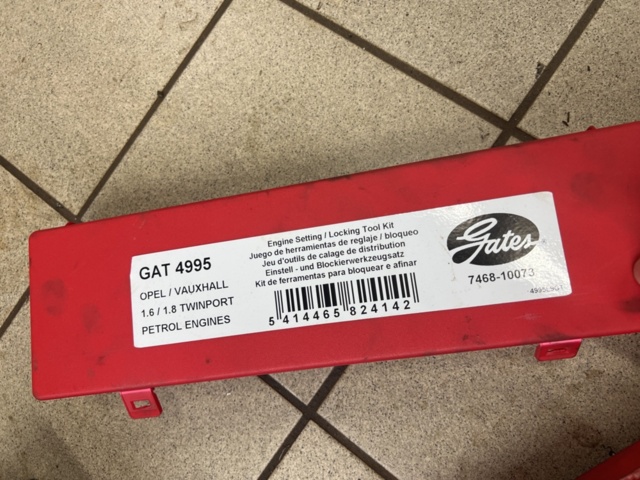 GAT 4995
OPEL / VAUXHALL
1.6 / 1.8 TWINPORT
PETROL ENGINES
Engine Setting / Locking Tool Kit
Juego de herramientas de reglaje / bloqueo
Jeu d'outils de calage de distribution
Einstell - und Blockierwerkzeugsatz
Kit de ferramentas para bloquear e afinar
5 414465 824142
Gates
7468-10073